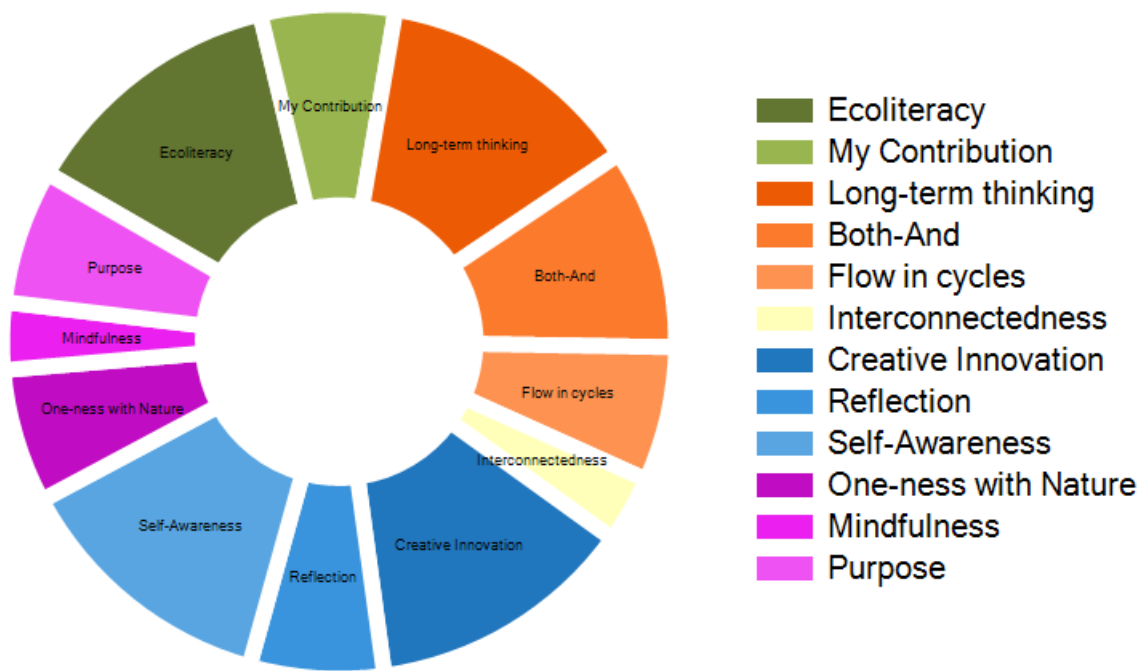 My Contribution
Long-term thinking
Ecoliteracy
Both-And
Purpose
Mindfulness
Flow in cycles
One-ness with Nature
Interconnectedness
Self-Awareness
Creative Innovation
Reflection
Ecoliteracy
My Contribution
Long-term thinking
Both-And
Flow in cycles
Interconnectedness
Creative Innovation
Reflection
Self-Awareness
One-ness with Nature
Mindfulness
Purpose